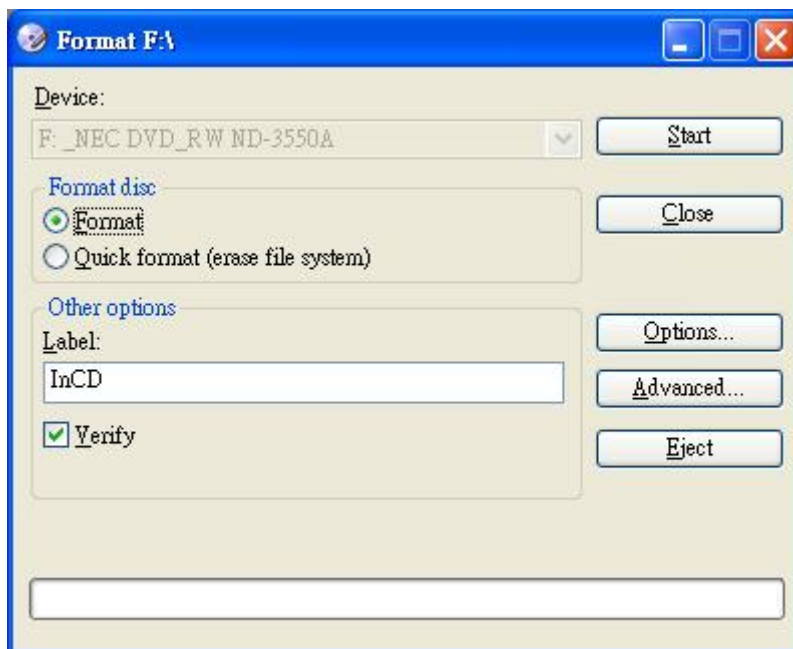 Format F:\
Device:
F: _NEC DVD_RW ND-3550A
Start
Format disc
Format
Close
Quick format (erase file system)
Other options
Label:
Options...
InCD
Advanced...
Verify
Eject